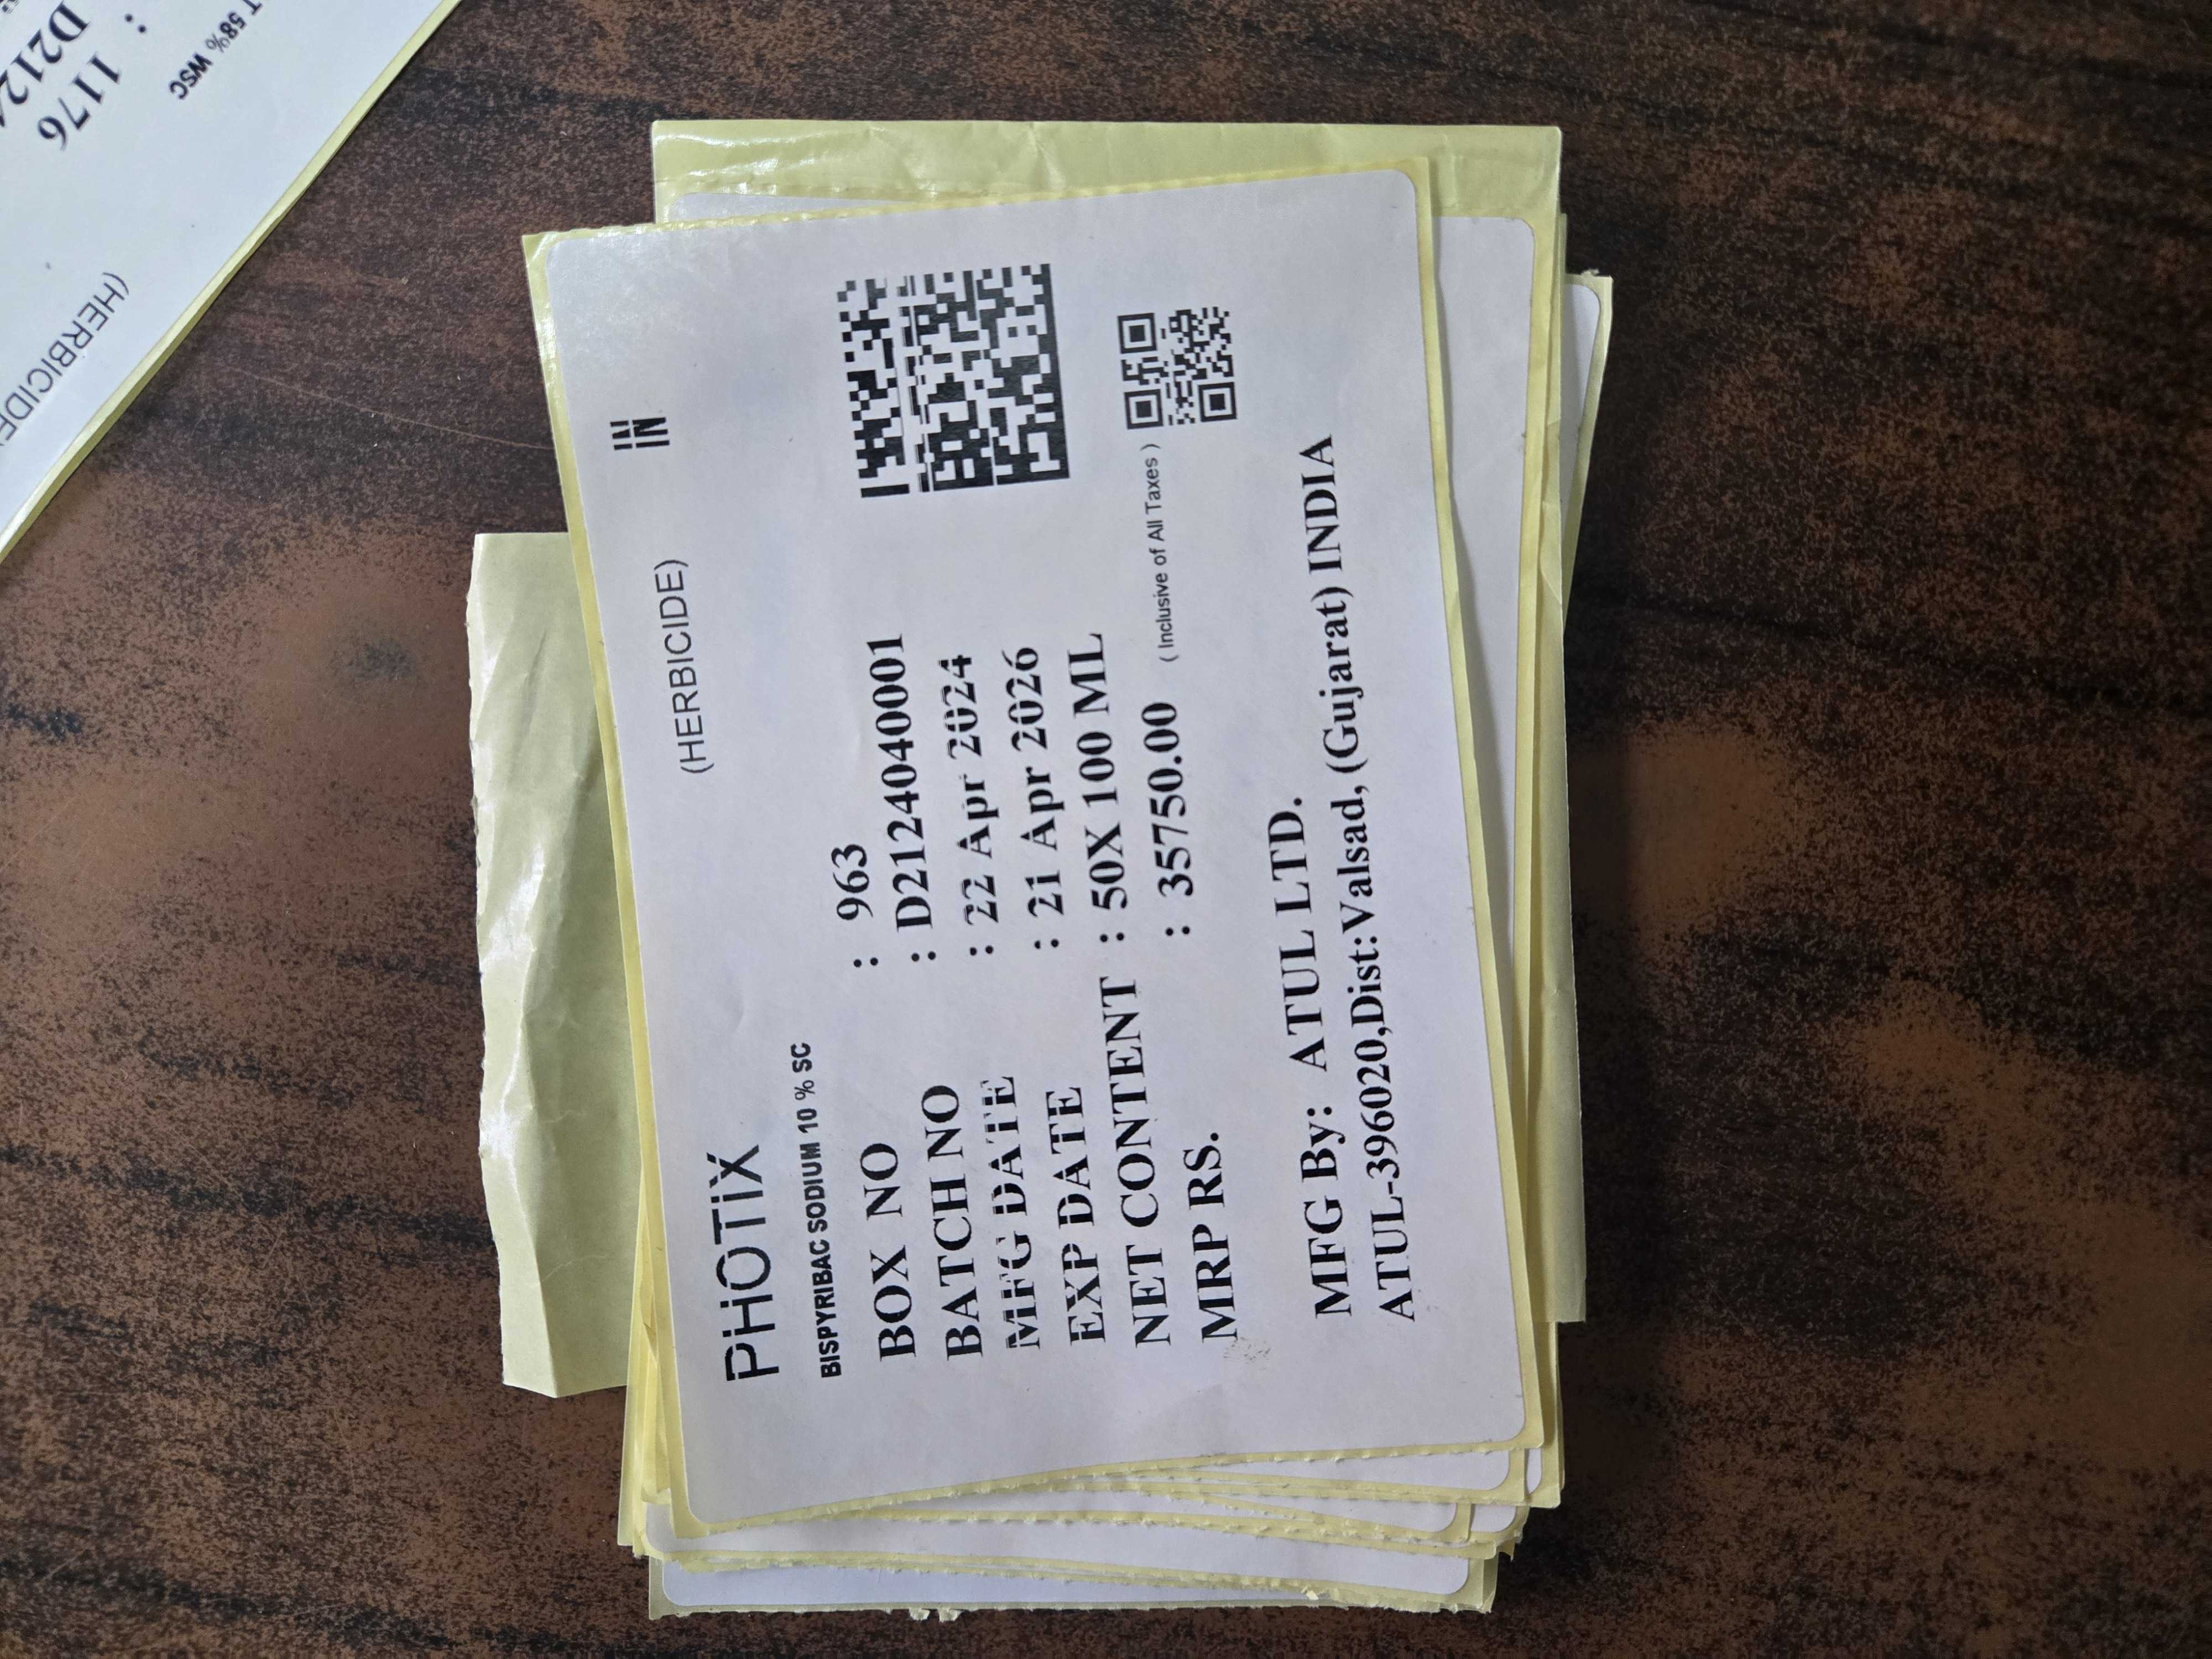 PHOTIX
(HERBICIDE)
BISPYRIBAC SODIUM 10 % SC
BOX NO : 963
BATCH NO : D2124040001
MFG DATE : 22 Apr 2024
EXP DATE : 21 Apr 2026
NET CONTENT : 50X 100 ML
MRP RS. : 35750.00 ( Inclusive of All Taxes )
MFG By: ATUL LTD.
ATUL-396020,Dist:Valsad, (Gujarat) INDIA
58% WSC
: 1176
(HERBICIDE